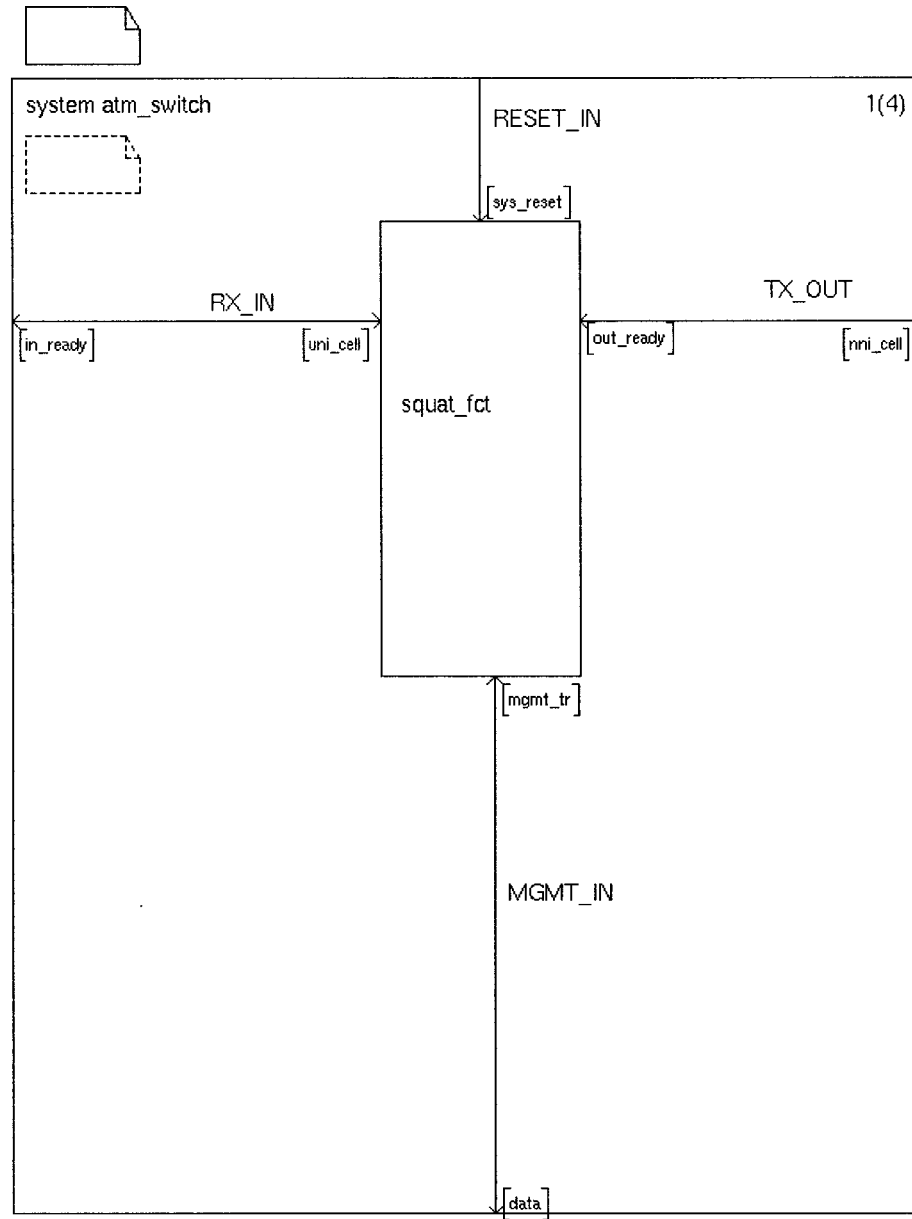 system atm_switch
1(4)
RESET_IN
[sys_reset]
RX_IN
TX_OUT
[in_ready]
[uni_cell]
[out_ready]
[nni_cell]
squat_fct
[mgmt_tr]
MGMT_IN
[data]